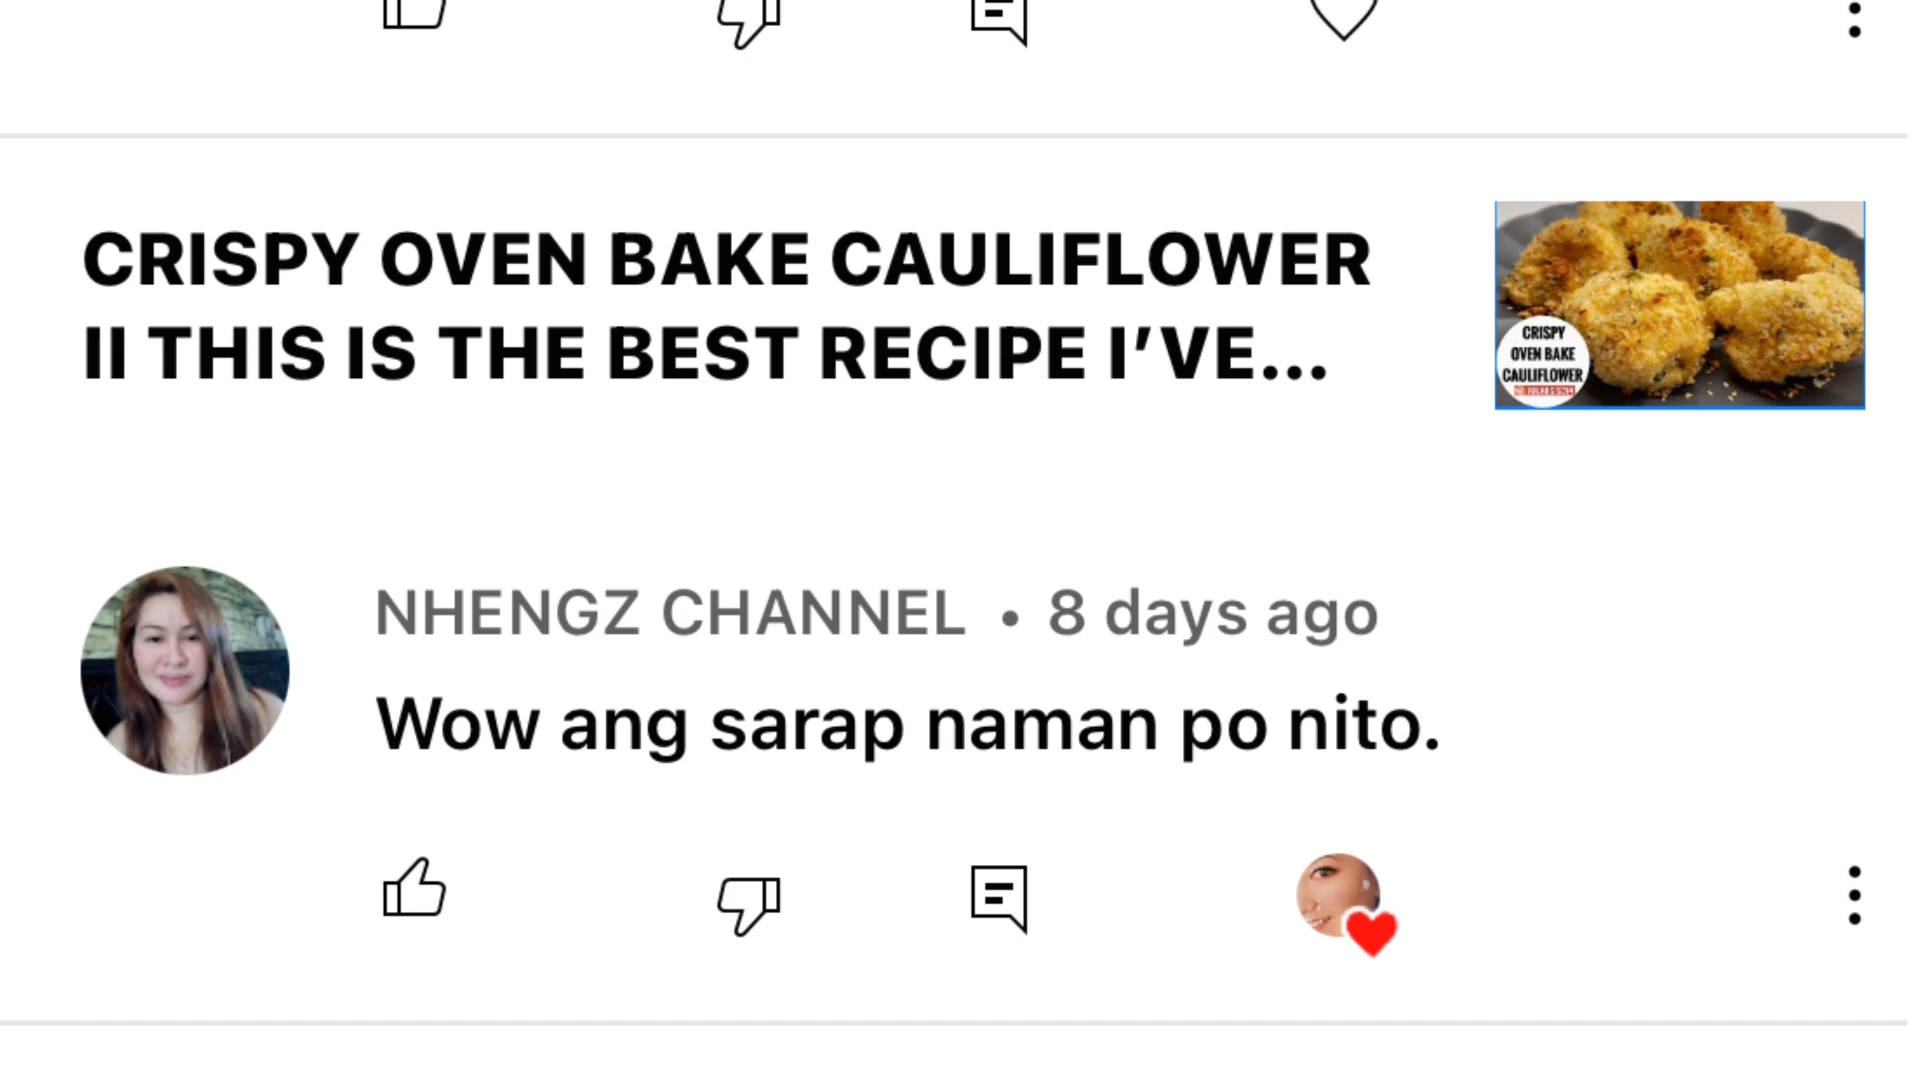 CRISPY OVEN BAKE CAULIFLOWER
II THIS IS THE BEST RECIPE I’VE...
CRISPY
OVEN BAKE
CAULIFLOWER
NHENGZ CHANNEL • 8 days ago
Wow ang sarap naman po nito.